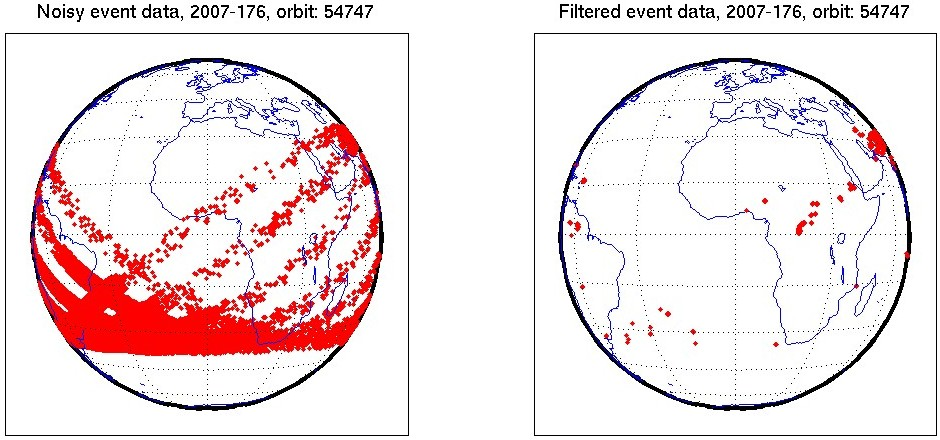 Noisy event data, 2007-176, orbit: 54747
Filtered event data, 2007-176, orbit: 54747